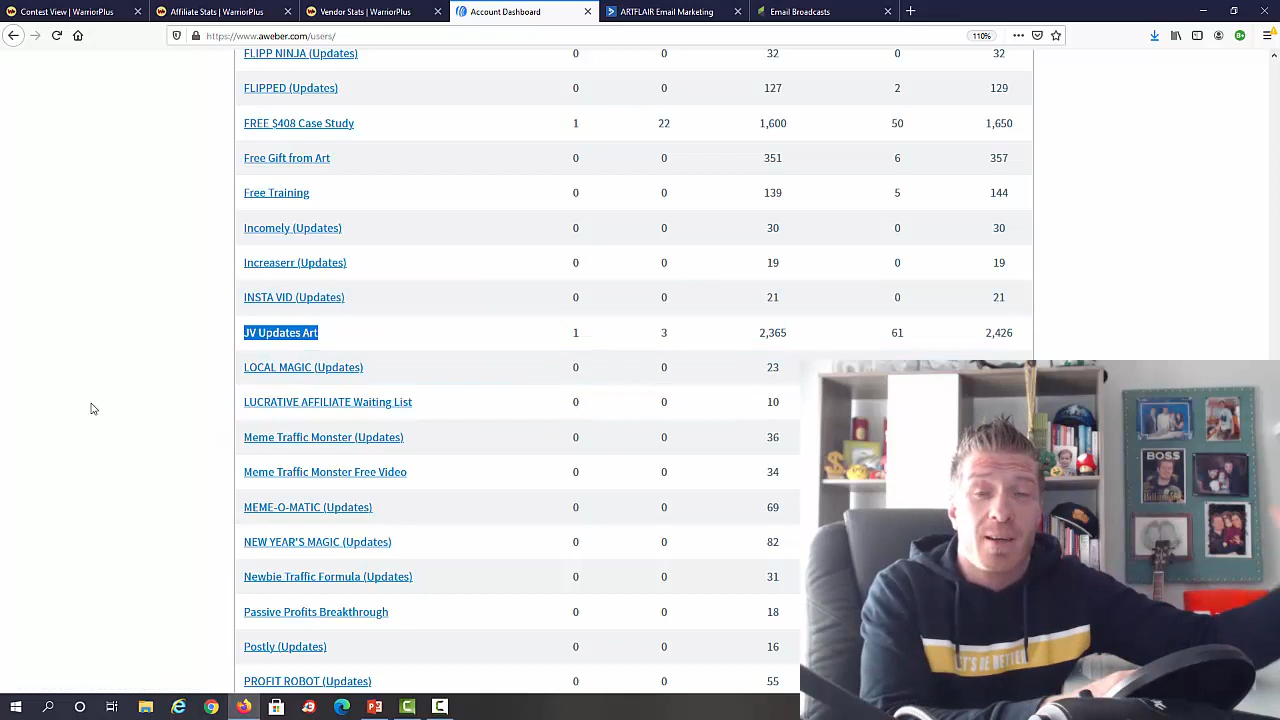 Contest View | WarriorPlus
Affiliate Stats | WarriorPlus
Vendor Stats | WarriorPlus
Account Dashboard
ARTFLAIR Email Marketing
Email Broadcasts
https://www.aweber.com/users/
110%
FLIPP NINJA (Updates) 0 0 32 0 32
FLIPPED (Updates) 0 0 127 2 129
FREE $408 Case Study 1 22 1,600 50 1,650
Free Gift from Art 0 0 351 6 357
Free Training 0 0 139 5 144
Incomely (Updates) 0 0 30 0 30
Increaserr (Updates) 0 0 19 0 19
INSTA VID (Updates) 0 0 21 0 21
JV Updates Art 1 3 2,365 61 2,426
LOCAL MAGIC (Updates) 0 0 23
LUCRATIVE AFFILIATE Waiting List 0 0 10
Meme Traffic Monster (Updates) 0 0 36
Meme Traffic Monster Free Video 0 0 34
MEME-O-MATIC (Updates) 0 0 69
NEW YEAR'S MAGIC (Updates) 0 0 82
Newbie Traffic Formula (Updates) 0 0 31
Passive Profits Breakthrough 0 0 18
Postly (Updates) 0 0 16
PROFIT ROBOT (Updates) 0 0 55
BOSS
LET'S BE BETTER